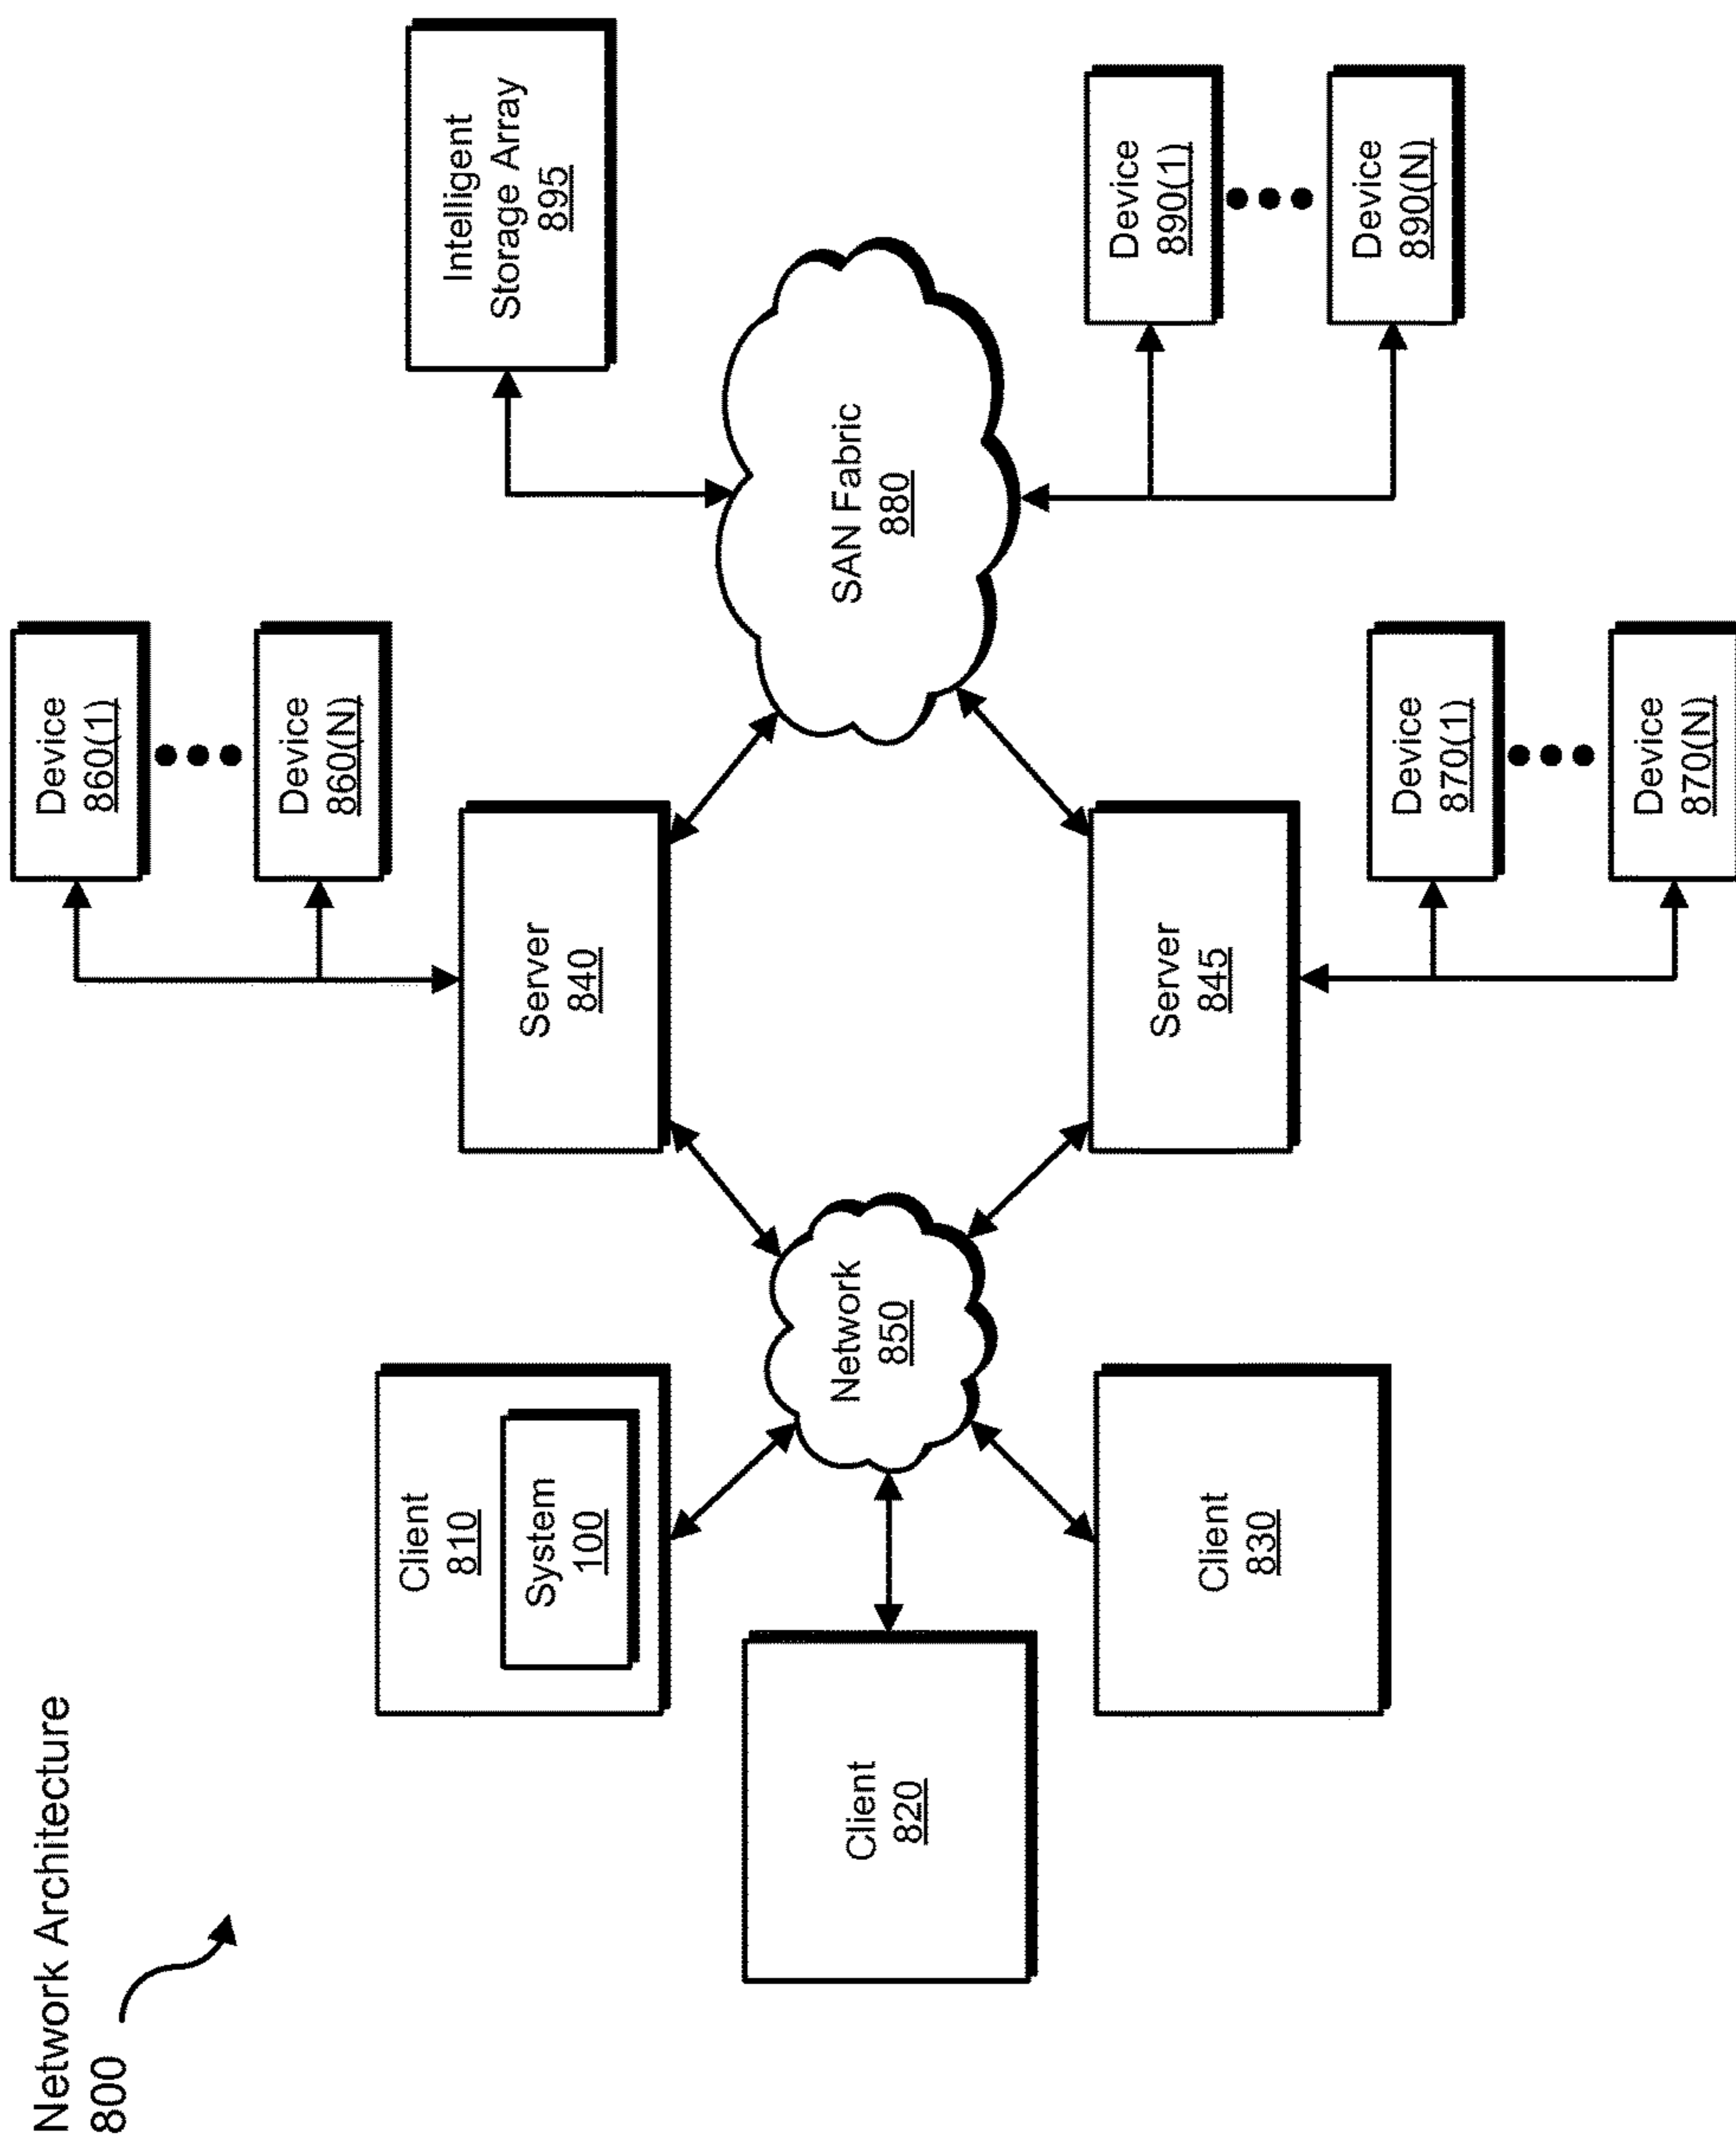 Network Architecture
800
Client
810
System
100
Client
820
Client
830
Network
850
Server
840
Server
845
Device
860(1)
Device
860(N)
Device
870(1)
Device
870(N)
SAN Fabric
880
Intelligent
Storage Array
895
Device
890(1)
Device
890(N)